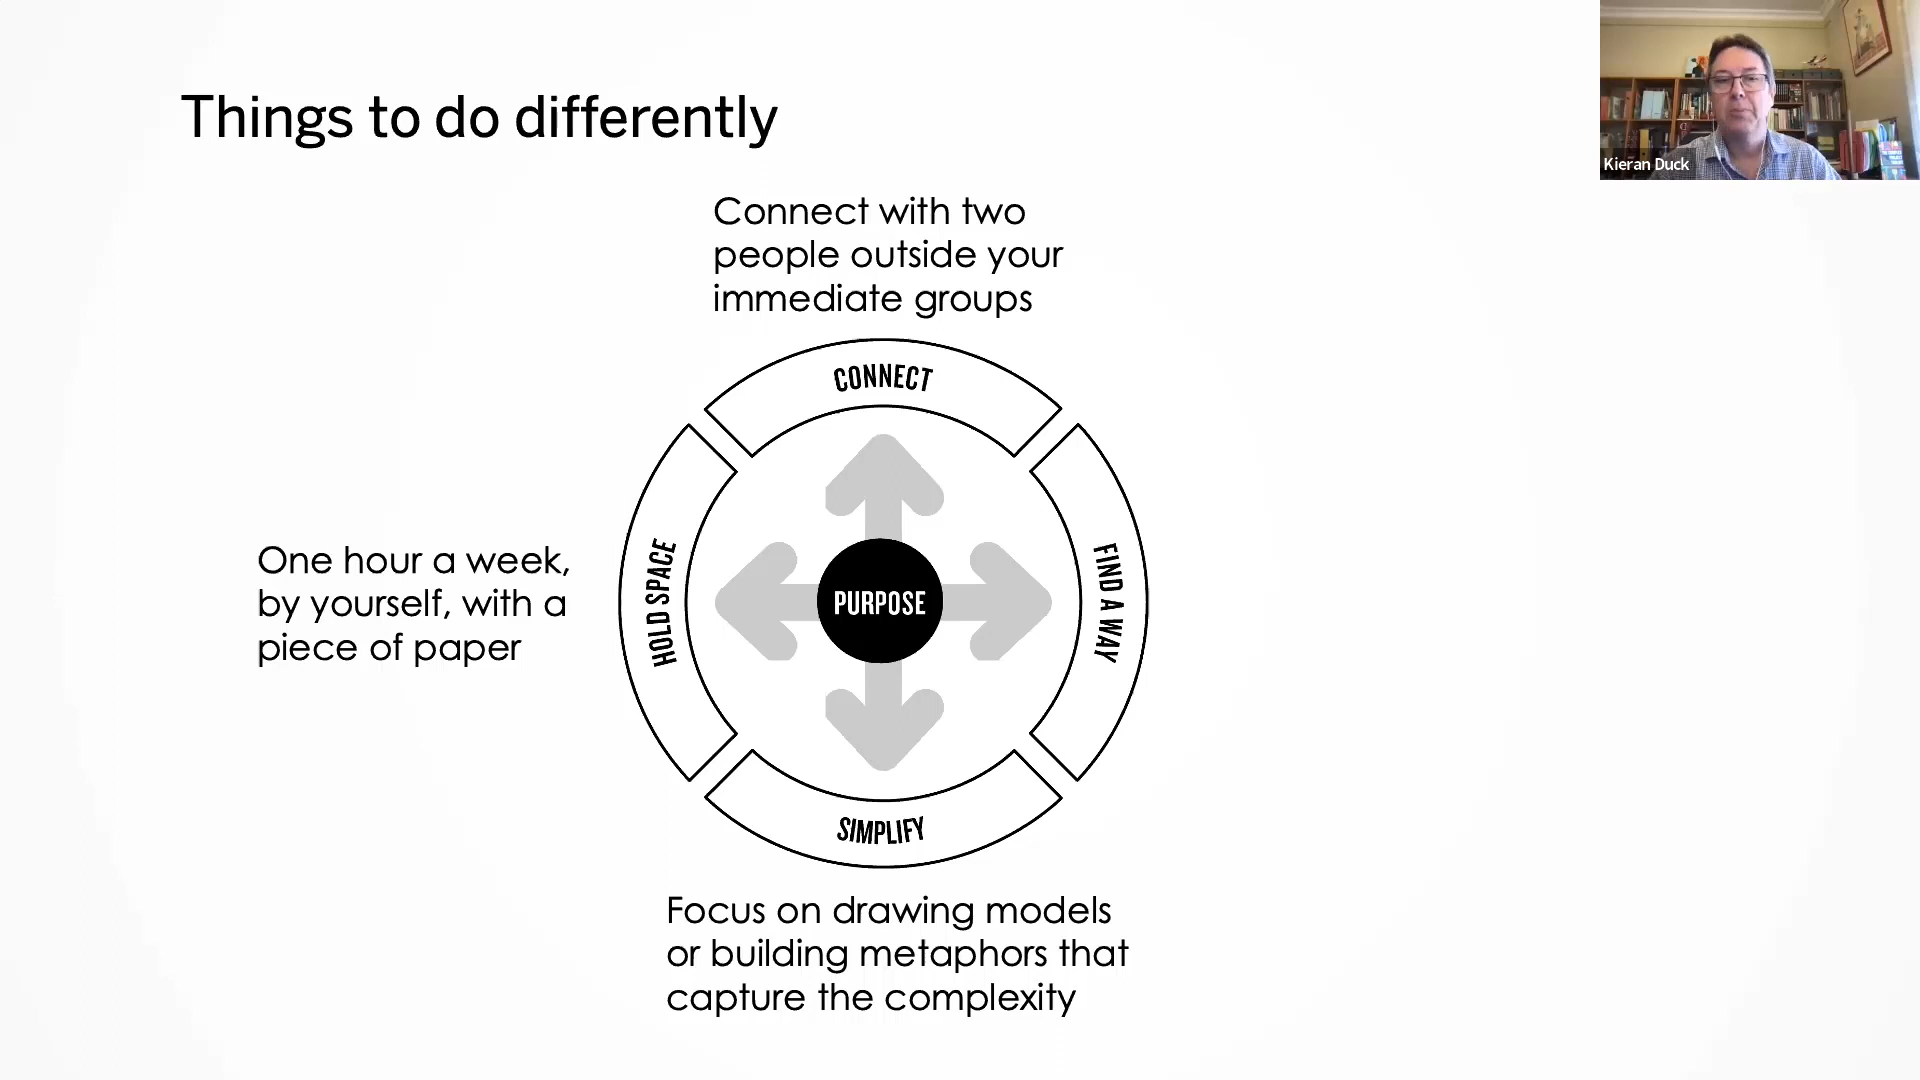 Things to do differently
Kieran Duck
Connect with two
people outside your
immediate groups
CONNECT
One hour a week,
by yourself, with a
piece of paper
HOLD SPACE
PURPOSE
FIND A WAY
SIMPLIFY
Focus on drawing models
or building metaphors that
capture the complexity